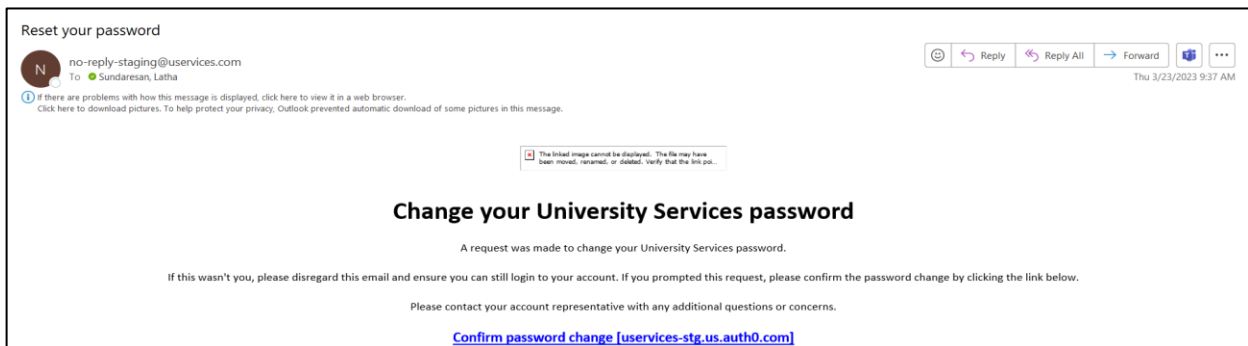 Reset your password
N
no-reply-staging@uservices.com
To Sundaresan, Latha
Reply
Reply All
Forward
Thu 3/23/2023 9:37 AM
If there are problems with how this message is displayed, click here to view it in a web browser.
Click here to download pictures. To help protect your privacy, Outlook prevented automatic download of some pictures in this message.
The linked image cannot be displayed. The file may have
been moved, renamed, or deleted. Verify that the link poi...
Change your University Services password
A request was made to change your University Services password.
If this wasn't you, please disregard this email and ensure you can still login to your account. If you prompted this request, please confirm the password change by clicking the link below.
Please contact your account representative with any additional questions or concerns.
Confirm password change [uservices-stg.us.auth0.com]